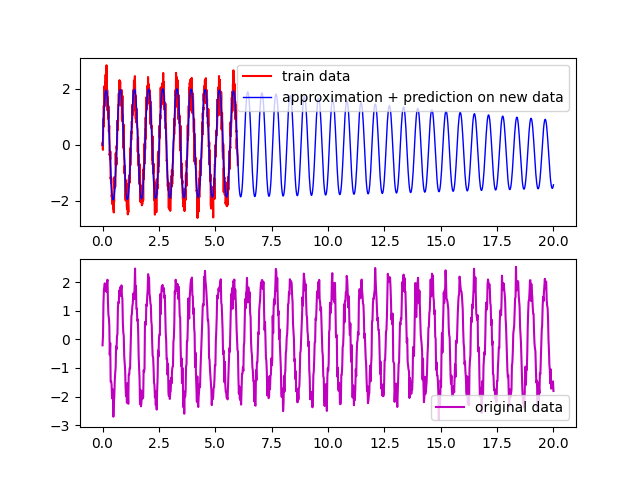 train data
approximation + prediction on new data
2
0
−2
0.0 2.5 5.0 7.5 10.0 12.5 15.0 17.5 20.0
2
1
0
−1
−2
−3
original data
0.0 2.5 5.0 7.5 10.0 12.5 15.0 17.5 20.0